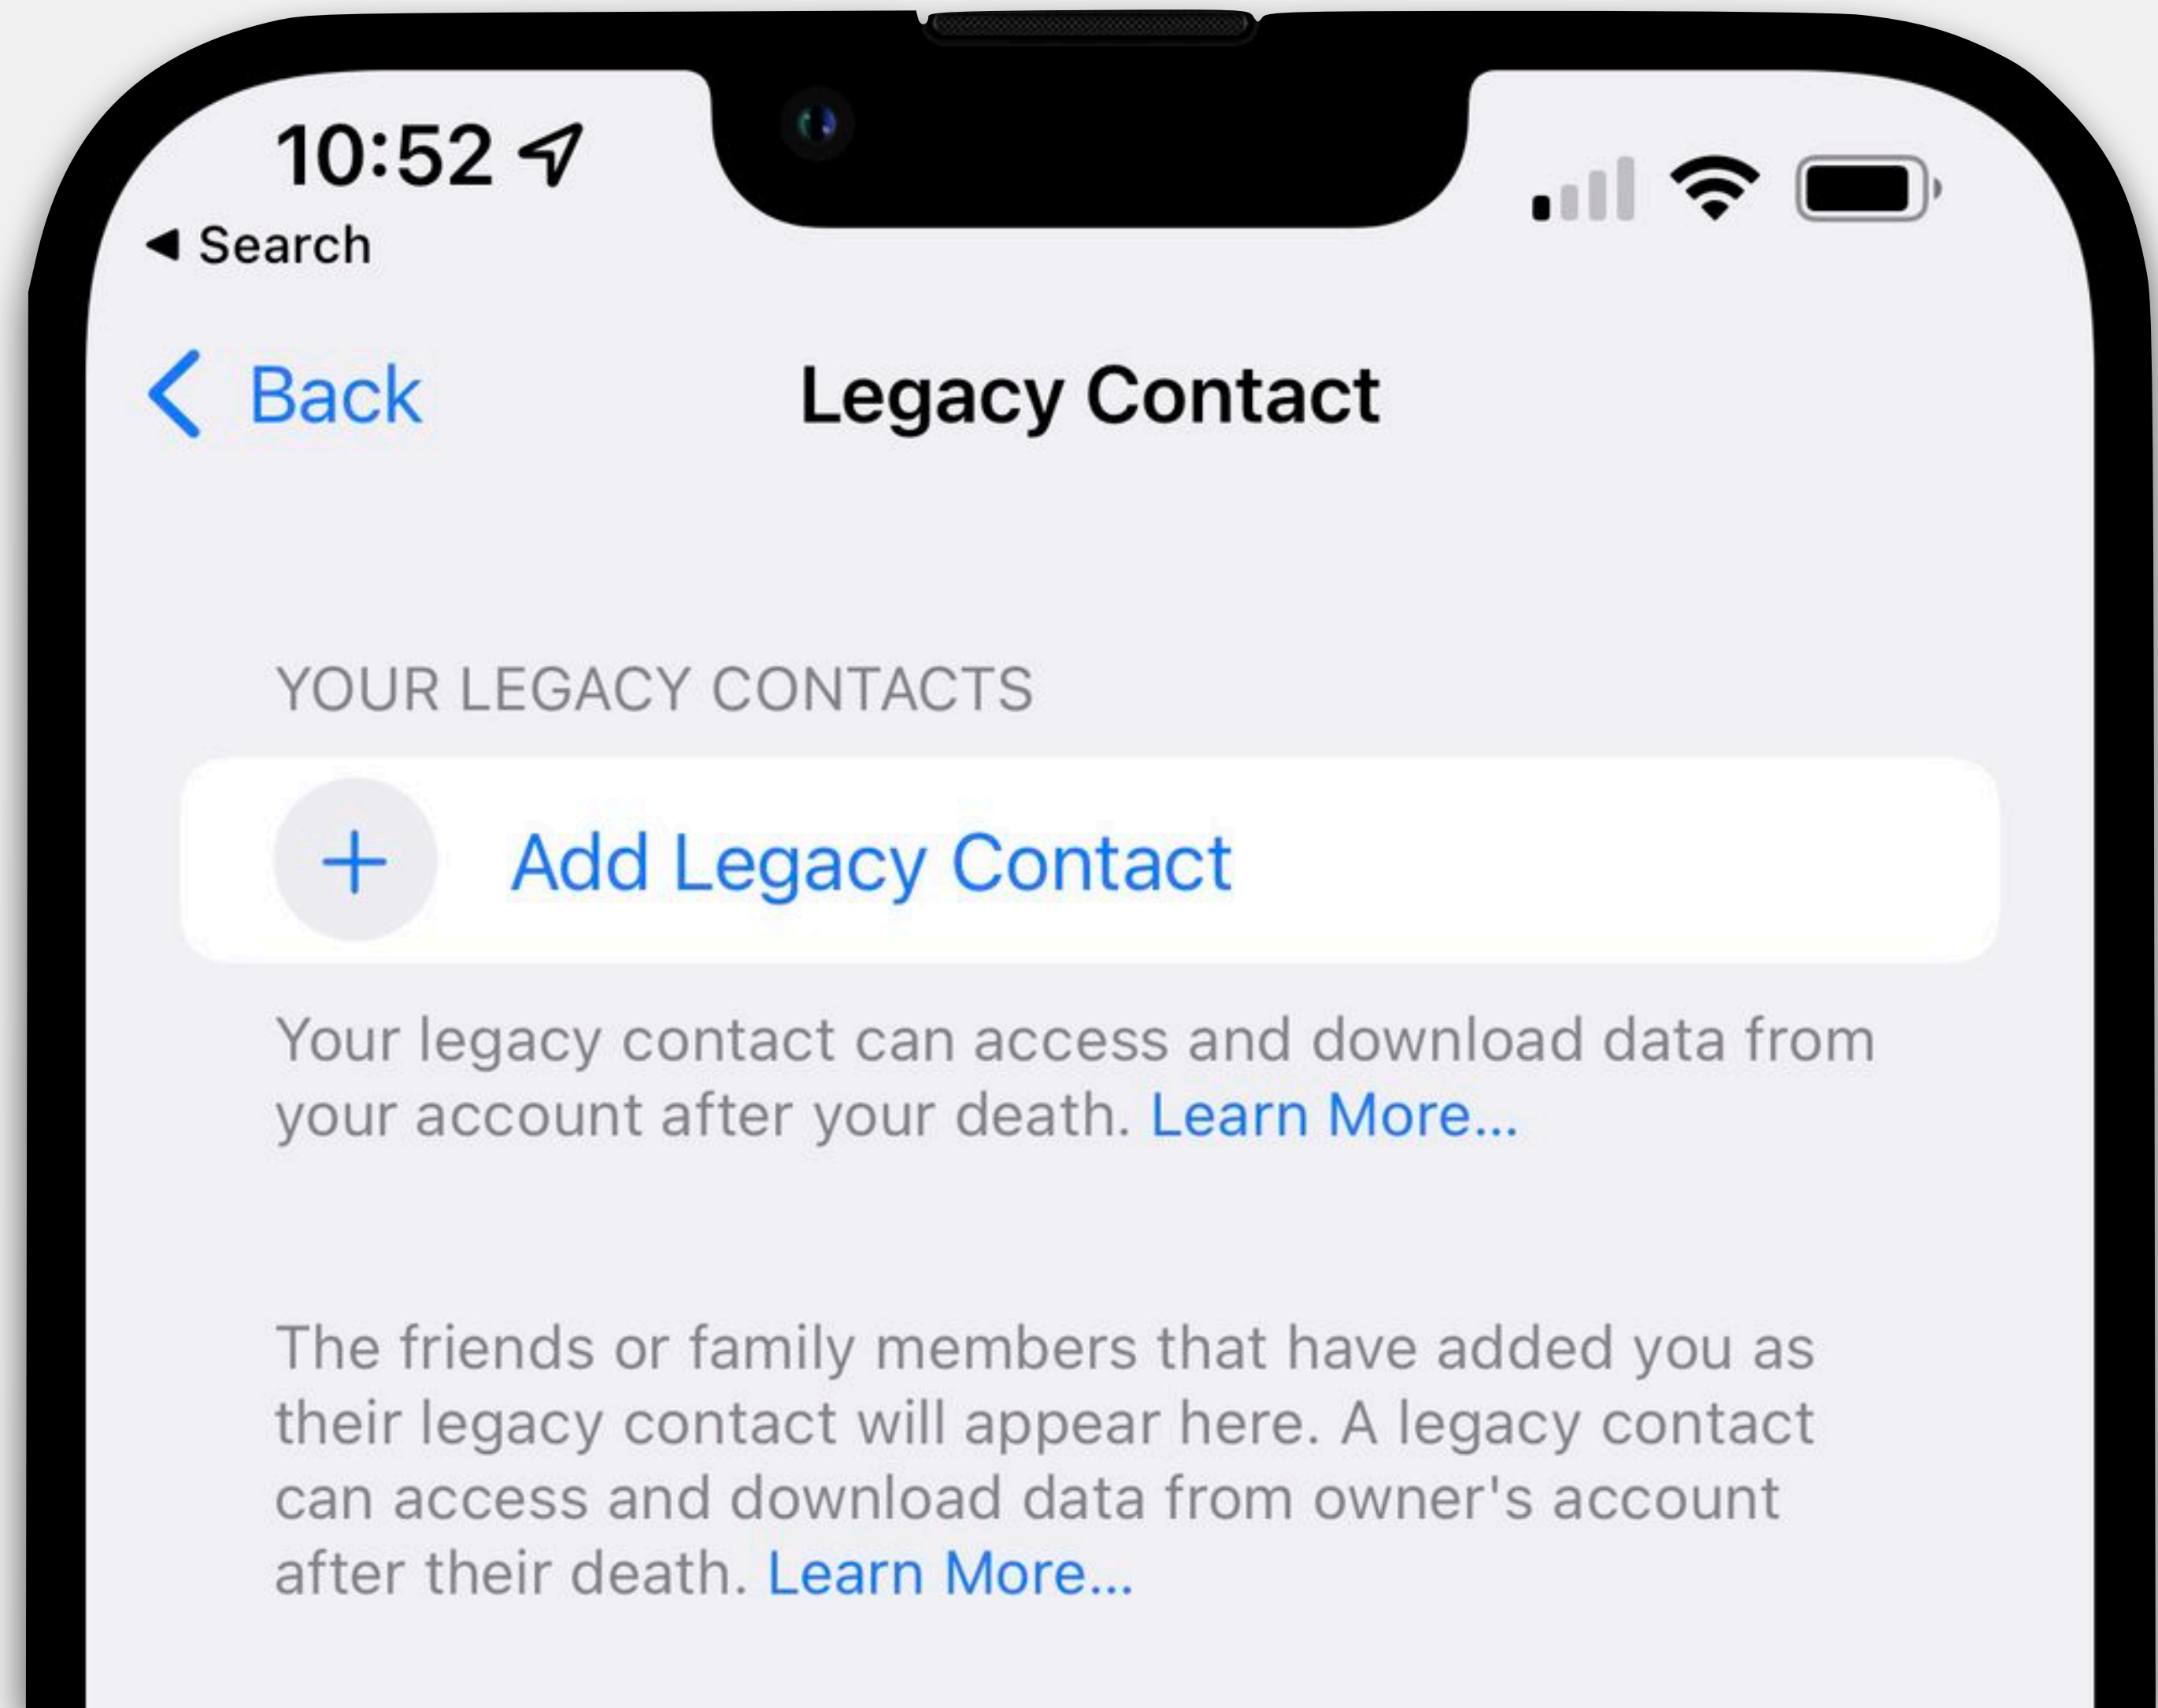 10:52
◀ Search
Back
Legacy Contact
YOUR LEGACY CONTACTS
+ Add Legacy Contact
Your legacy contact can access and download data from
your account after your death. Learn More...
The friends or family members that have added you as
their legacy contact will appear here. A legacy contact
can access and download data from owner's account
after their death. Learn More...